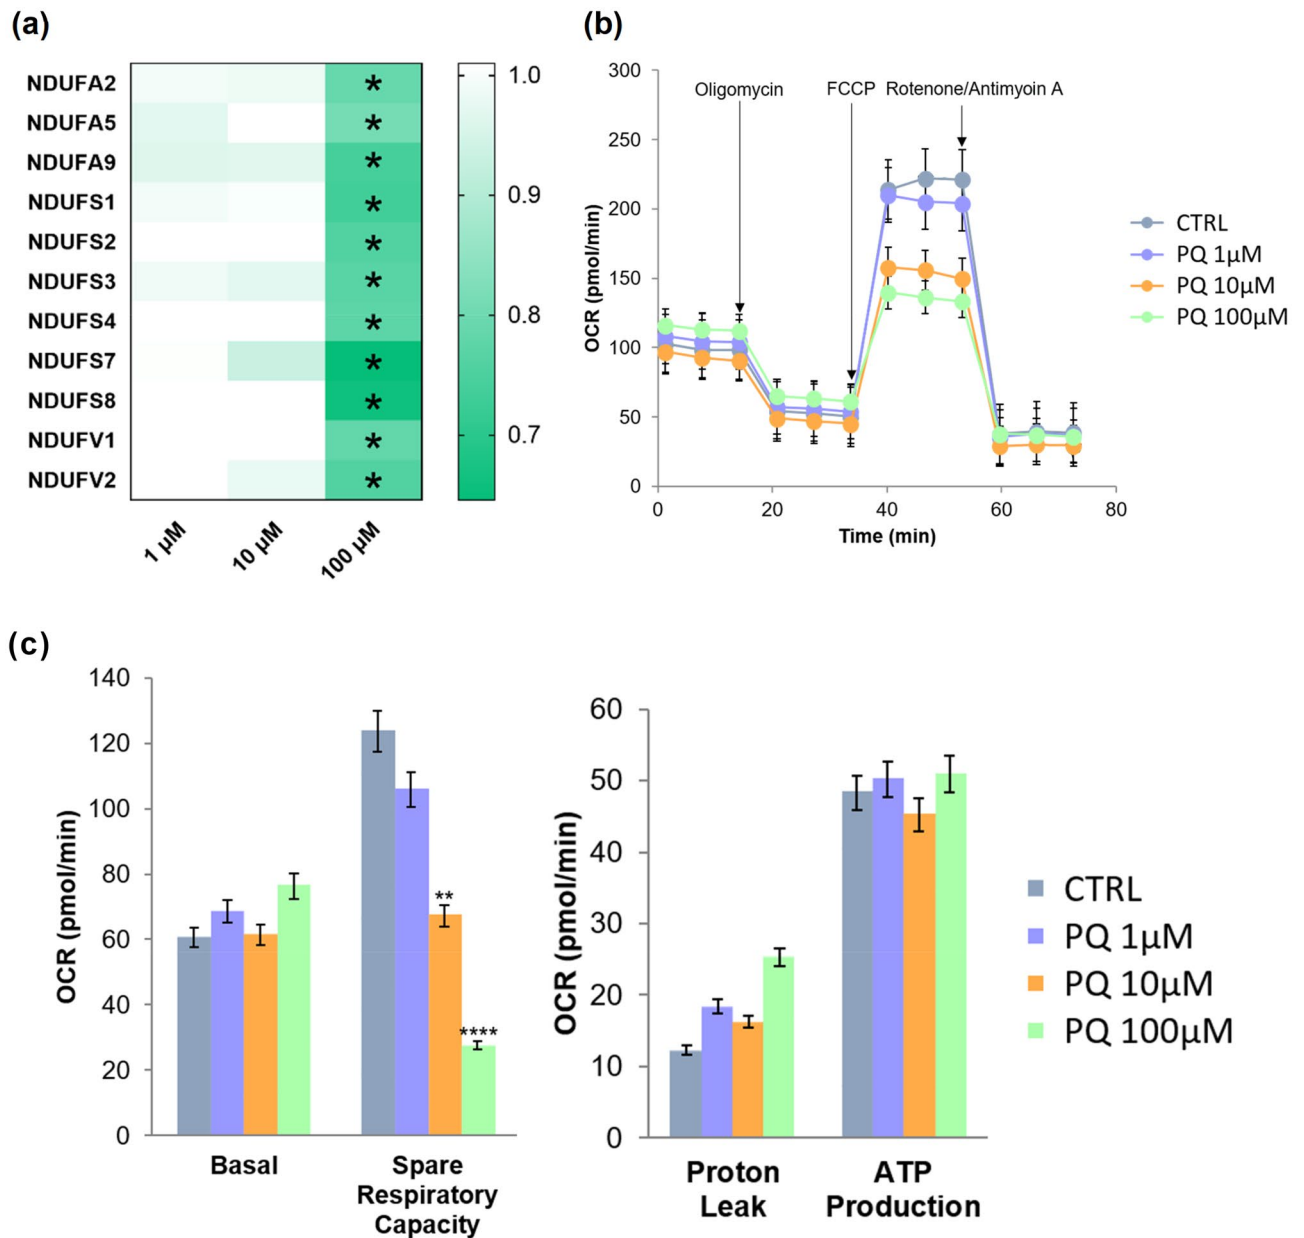 (a)
NDUFA2
NDUFA5
NDUFA9
NDUFS1
NDUFS2
NDUFS3
NDUFS4
NDUFS7
NDUFS8
NDUFV1
NDUFV2
*
*
*
*
*
*
*
*
*
*
*
1 µM
10 µM
100 µM
1.0
0.9
0.8
0.7
(b)
300
250
200
150
100
50
0
OCR (pmol/min)
Oligomycin
FCCP
Rotenone/Antimyoin A
0
20
40
60
80
Time (min)
CTRL
PQ 1µM
PQ 10µM
PQ 100µM
(c)
140
120
100
80
60
40
20
0
OCR (pmol/min)
**
****
Basal
Spare
Respiratory
Capacity
60
50
40
30
20
10
0
OCR (pmol/min)
Proton
Leak
ATP
Production
CTRL
PQ 1µM
PQ 10µM
PQ 100µM